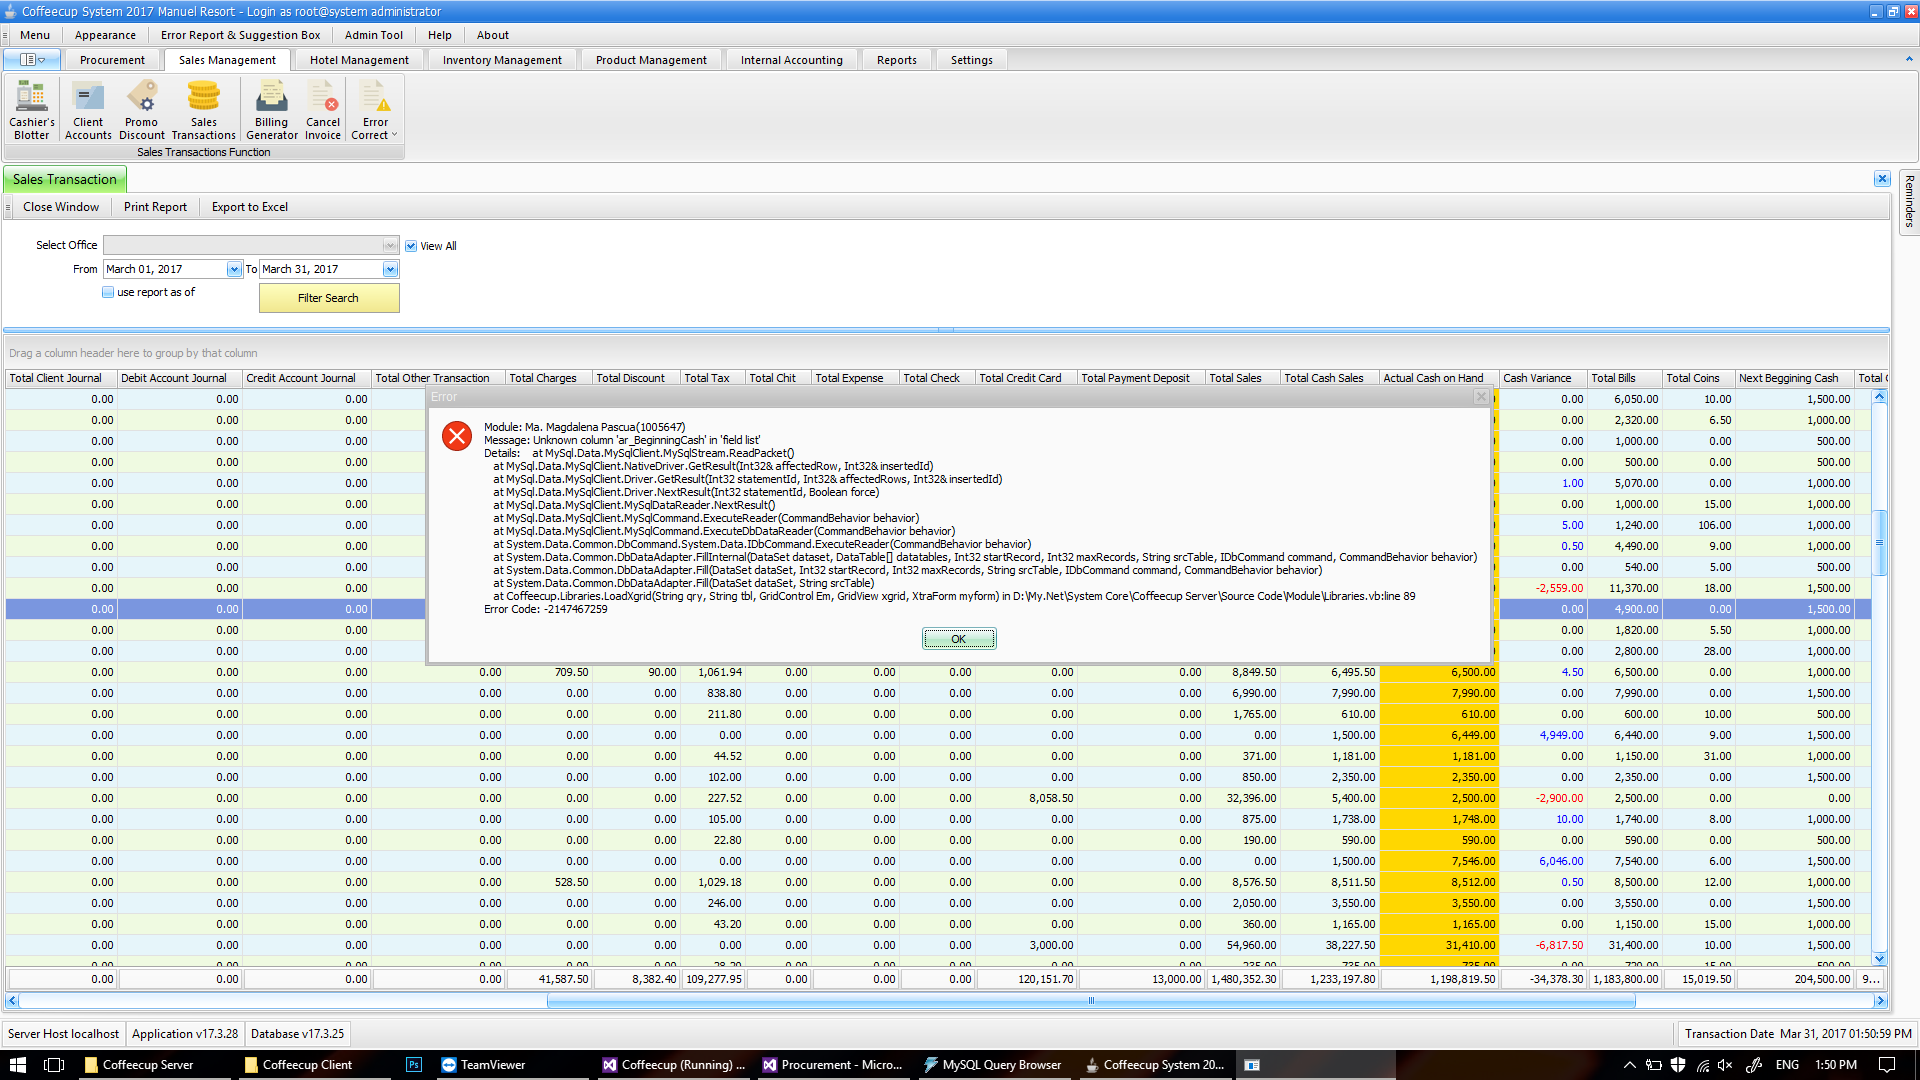 Coffeecup System 2017 Manuel Resort - Login as root@system administrator
Menu Appearance Error Report & Suggestion Box Admin Tool Help About
Procurement Sales Management Hotel Management Inventory Management Product Management Internal Accounting Reports Settings
Cashier's Blotter Client Accounts Promo Discount Sales Transactions Billing Generator Cancel Invoice Error Correct
Sales Transactions Function
Sales Transaction
Reminders
Close Window Print Report Export to Excel
Select Office View All
From March 01, 2017 To March 31, 2017
use report as of Filter Search
Drag a column header here to group by that column
Total Client Journal Debit Account Journal Credit Account Journal Total Other Transaction Total Charges Total Discount Total Tax Total Chit Total Expense Total Check Total Credit Card Total Payment Deposit Total Sales Total Cash Sales Actual Cash on Hand Cash Variance Total Bills Total Coins Next Beggining Cash
Error
Module: Ma. Magdalena Pascua(1005647)
Message: Unknown column 'ar_BeginningCash' in 'field list'
Details: at MySql.Data.MySqlClient.MySqlStream.ReadPacket()
at MySql.Data.MySqlClient.NativeDriver.GetResult(Int32& affectedRow, Int32& insertedId)
at MySql.Data.MySqlClient.Driver.GetResult(Int32 statementId, Int32& affectedRows, Int32& insertedId)
at MySql.Data.MySqlClient.Driver.NextResult(Int32 statementId, Boolean force)
at MySql.Data.MySqlClient.MySqlDataReader.NextResult()
at MySql.Data.MySqlClient.MySqlCommand.ExecuteReader(CommandBehavior behavior)
at MySql.Data.MySqlClient.MySqlCommand.ExecuteDbDataReader(CommandBehavior behavior)
at System.Data.Common.DbCommand.System.Data.IDbCommand.ExecuteReader(CommandBehavior behavior)
at System.Data.Common.DbDataAdapter.FillInternal(DataSet dataset, DataTable[] datatables, Int32 startRecord, Int32 maxRecords, String srcTable, IDbCommand command, CommandBehavior behavior)
at System.Data.Common.DbDataAdapter.Fill(DataSet dataSet, Int32 startRecord, Int32 maxRecords, String srcTable, IDbCommand command, CommandBehavior behavior)
at System.Data.Common.DbDataAdapter.Fill(DataSet dataSet, String srcTable)
at Coffeecup.Libraries.LoadXgrid(String qry, String tbl, GridControl Em, GridView xgrid, XtraForm myform) in D:\My.Net\System Core\Coffeecup Server\Source Code\Module\Libraries.vb:line 89
Error Code: -2147467259
OK
0.00 0.00 0.00 0.00 6,050.00 10.00 1,500.00
0.00 0.00 0.00 0.00 2,320.00 6.50 1,000.00
0.00 0.00 0.00 0.00 1,000.00 0.00 500.00
0.00 0.00 0.00 0.00 500.00 0.00 500.00
0.00 0.00 0.00 1.00 5,070.00 0.00 1,000.00
0.00 0.00 0.00 0.00 1,000.00 15.00 1,000.00
0.00 0.00 0.00 5.00 1,240.00 106.00 1,000.00
0.00 0.00 0.00 0.50 4,490.00 9.00 1,000.00
0.00 0.00 0.00 0.00 540.00 5.00 500.00
0.00 0.00 0.00 -2,559.00 11,370.00 18.00 1,000.00
0.00 0.00 0.00 0.00 4,900.00 0.00 1,500.00
0.00 0.00 0.00 0.00 1,820.00 5.50 1,000.00
0.00 0.00 0.00 0.00 2,800.00 28.00 1,000.00
0.00 0.00 0.00 0.00 709.50 90.00 1,061.94 0.00 0.00 0.00 0.00 0.00 8,849.50 6,495.50 6,500.00 4.50 6,500.00 0.00 1,000.00
0.00 0.00 0.00 0.00 0.00 0.00 838.80 0.00 0.00 0.00 0.00 0.00 6,990.00 7,990.00 7,990.00 0.00 7,990.00 0.00 1,500.00
0.00 0.00 0.00 0.00 0.00 0.00 211.80 0.00 0.00 0.00 0.00 0.00 1,765.00 610.00 610.00 0.00 600.00 10.00 500.00
0.00 0.00 0.00 0.00 0.00 0.00 0.00 0.00 0.00 0.00 0.00 0.00 0.00 1,500.00 6,449.00 4,949.00 6,440.00 9.00 1,500.00
0.00 0.00 0.00 0.00 0.00 0.00 44.52 0.00 0.00 0.00 0.00 0.00 371.00 1,181.00 1,181.00 0.00 1,150.00 31.00 1,000.00
0.00 0.00 0.00 0.00 0.00 0.00 102.00 0.00 0.00 0.00 0.00 0.00 850.00 2,350.00 2,350.00 0.00 2,350.00 0.00 1,500.00
0.00 0.00 0.00 0.00 0.00 0.00 227.52 0.00 0.00 0.00 8,058.50 0.00 32,396.00 5,400.00 2,500.00 -2,900.00 2,500.00 0.00 0.00
0.00 0.00 0.00 0.00 0.00 0.00 105.00 0.00 0.00 0.00 0.00 0.00 875.00 1,738.00 1,748.00 10.00 1,740.00 8.00 1,000.00
0.00 0.00 0.00 0.00 0.00 0.00 22.80 0.00 0.00 0.00 0.00 0.00 190.00 590.00 590.00 0.00 590.00 0.00 500.00
0.00 0.00 0.00 0.00 0.00 0.00 0.00 0.00 0.00 0.00 0.00 0.00 0.00 1,500.00 7,546.00 6,046.00 7,540.00 6.00 1,500.00
0.00 0.00 0.00 0.00 528.50 0.00 1,029.18 0.00 0.00 0.00 0.00 0.00 8,576.50 8,511.50 8,512.00 0.50 8,500.00 12.00 1,000.00
0.00 0.00 0.00 0.00 0.00 0.00 246.00 0.00 0.00 0.00 0.00 0.00 2,050.00 3,550.00 3,550.00 0.00 3,550.00 0.00 1,500.00
0.00 0.00 0.00 0.00 0.00 0.00 43.20 0.00 0.00 0.00 0.00 0.00 360.00 1,165.00 1,165.00 0.00 1,150.00 15.00 1,000.00
0.00 0.00 0.00 0.00 0.00 0.00 0.00 0.00 0.00 0.00 3,000.00 0.00 54,960.00 38,227.50 31,410.00 -6,817.50 31,400.00 10.00 1,500.00
0.00 0.00 0.00 0.00 41,587.50 8,382.40 109,277.95 0.00 0.00 0.00 120,151.70 13,000.00 1,480,352.30 1,233,197.80 1,198,819.50 -34,378.30 1,183,800.00 15,019.50 204,500.00 9...
Server Host localhost Application v17.3.28 Database v17.3.25 Transaction Date Mar 31, 2017 01:50:59 PM
Coffeecup Server Coffeecup Client Ps TeamViewer Coffeecup (Running) ... Procurement - Micro... MySQL Query Browser Coffeecup System 20... ENG 1:50 PM